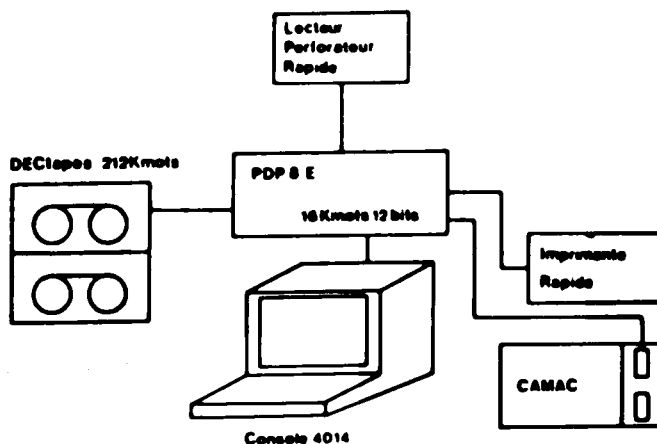 Lecteur
Perforateur
Rapide
DECtapes 212Kmots
PDP 8 E
16 Kmots 12 bits
Imprimante
Rapide
CAMAC
Console 4014